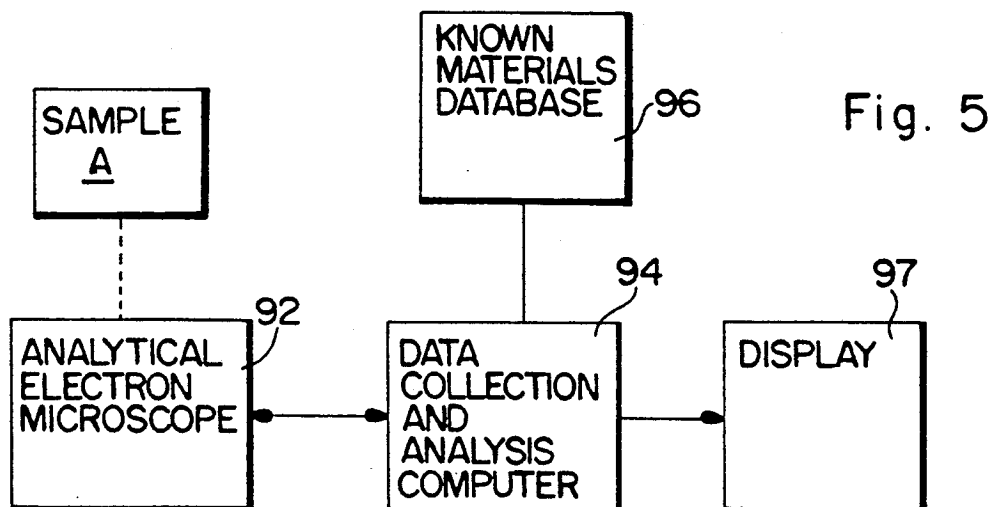 KNOWN
MATERIALS
DATABASE
96
Fig. 5
SAMPLE
A
92
ANALYTICAL
ELECTRON
MICROSCOPE
94
DATA
COLLECTION
AND
ANALYSIS
COMPUTER
97
DISPLAY